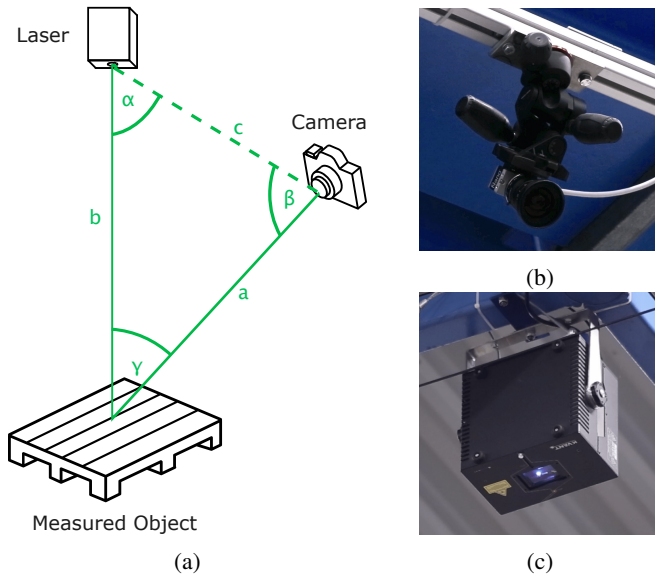 Laser
α
c
Camera
β
b
a
γ
Measured Object
(a)
(b)
(c)